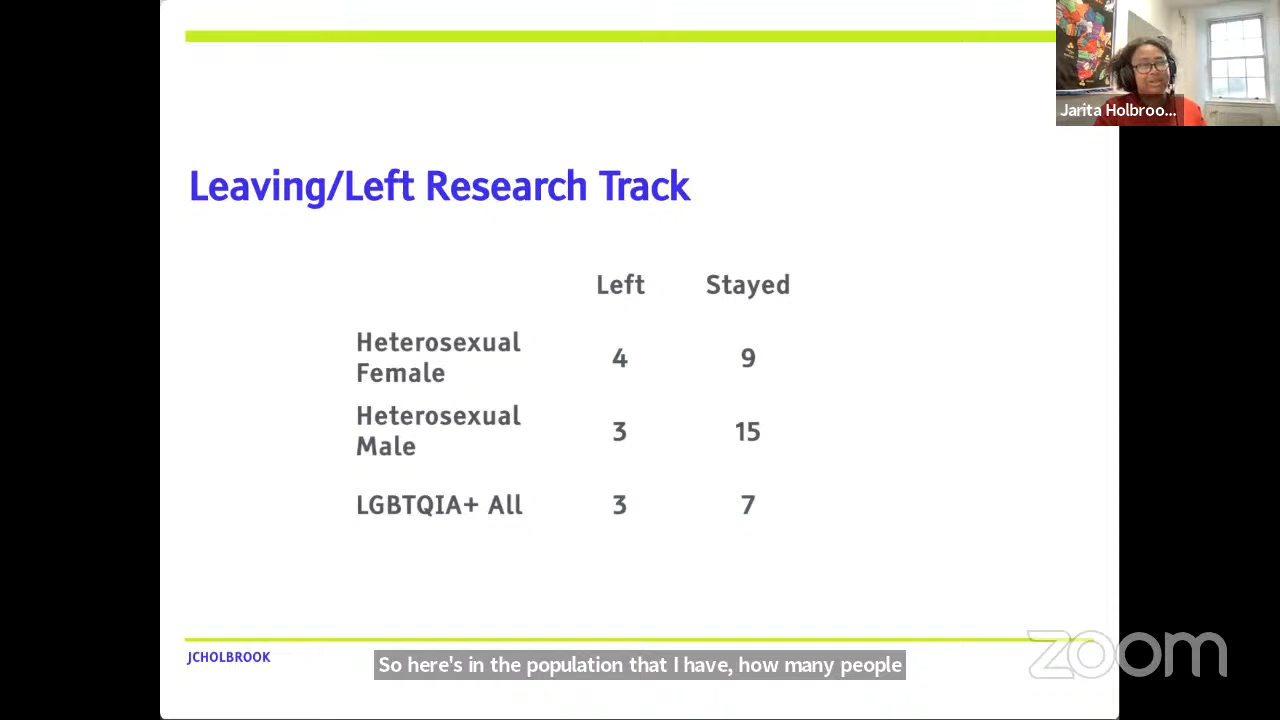 Jarita Holbroo...
Leaving/Left Research Track
Left Stayed
Heterosexual
Female
4 9
Heterosexual
Male
3 15
LGBTQIA+ All 3 7
JCHOLBROOK
So here's in the population that I have, how many people
zoom